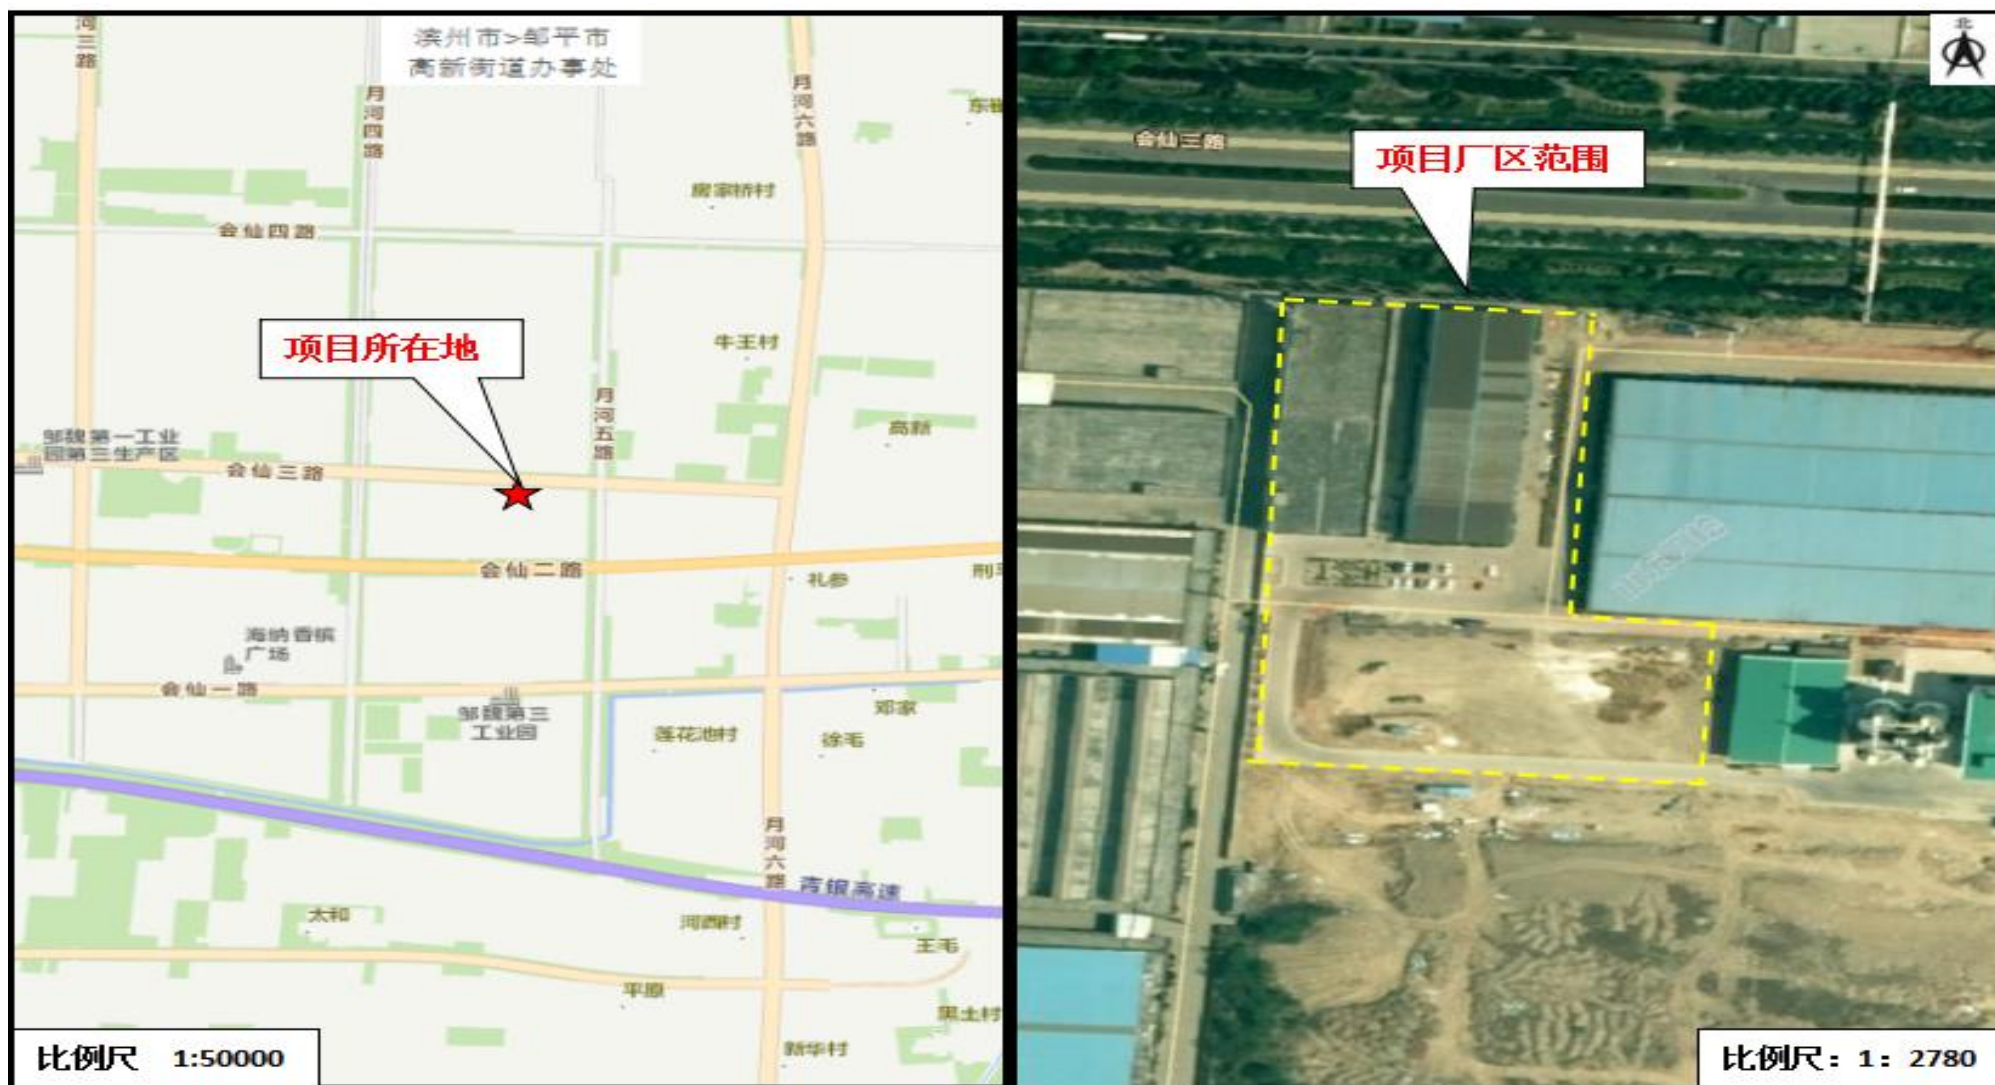 河三路
滨州市>邹平市
高新街道办事处
月河四路
月河六路
房家桥村
会仙四路
项目所在地
牛王村
月河五路
高新
邹魏第一工业
园第三生产区
会仙三路
会仙二路
礼参
海纳香缤
广场
会仙一路
邹魏第三
工业园
莲花池村
邓家
徐毛
月河六路
青银高速
太和
河西村
王毛
平原
黑土村
新华村
比例尺 1:50000
北
会仙三路
项目厂区范围
比例尺：1：2780